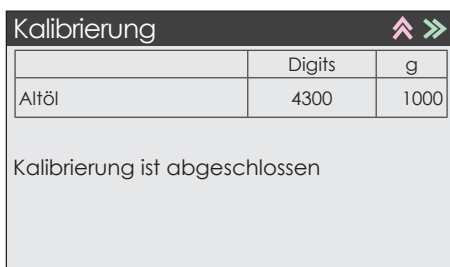 Kalibrierung
Digits g
Altöl 4300 1000
Kalibrierung ist abgeschlossen